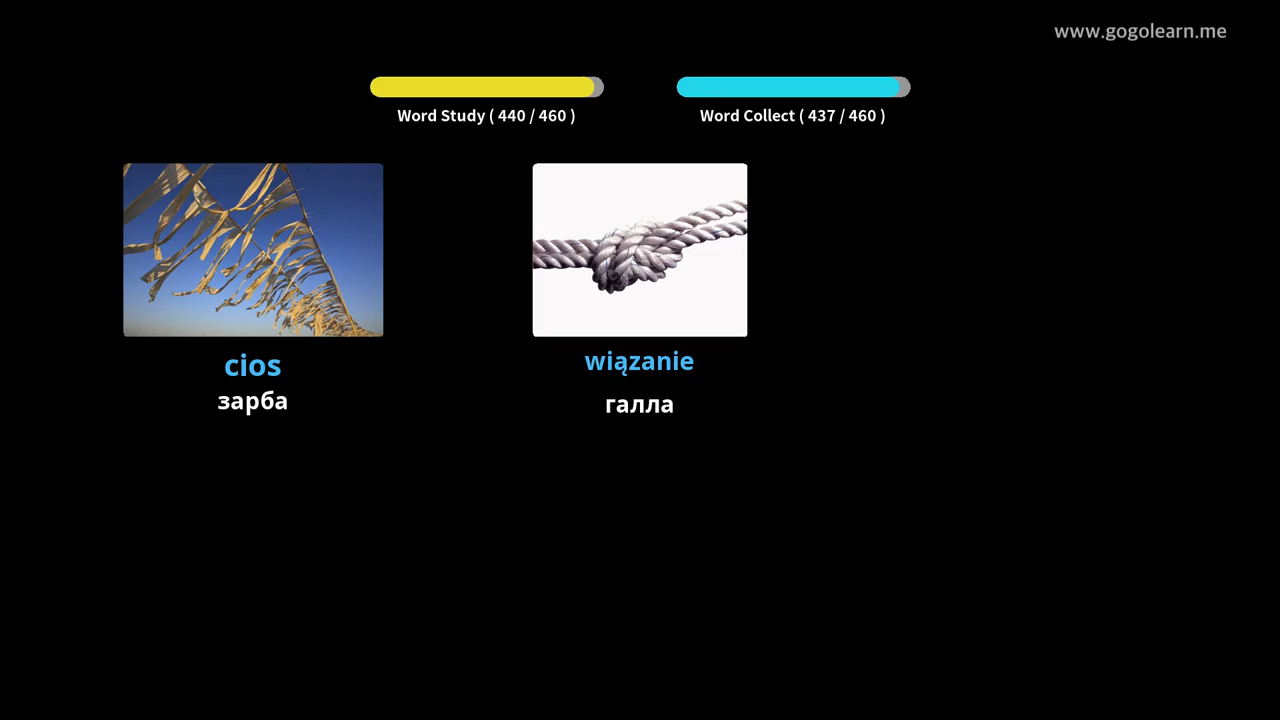 www.gogolearn.me
Word Study ( 440 / 460 )
Word Collect ( 437 / 460 )
cios
зарба
wiązanie
галла